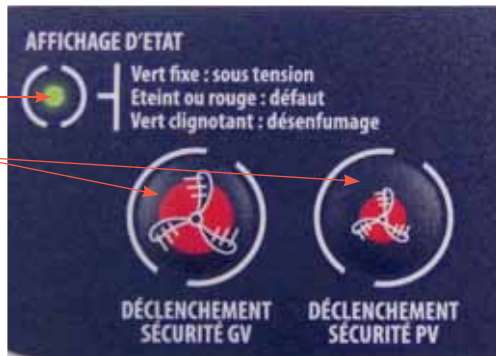 AFFICHAGE D'ETAT
Vert fixe : sous tension
Eteint ou rouge : défaut
Vert clignotant : désenfumage
DÉCLENCHEMENT
SÉCURITÉ GV
DÉCLENCHEMENT
SÉCURITÉ PV